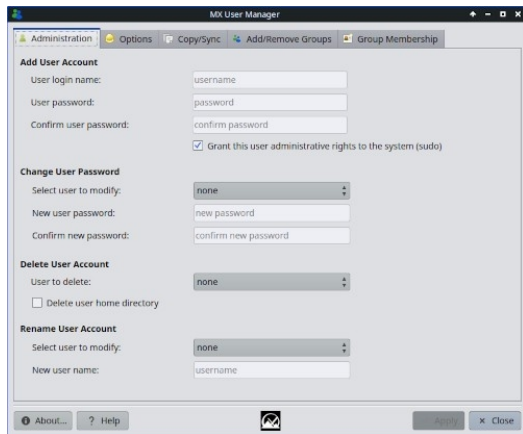 MX User Manager
Administration Options Copy/Sync Add/Remove Groups Group Membership
Add User Account
User login name: username
User password: password
Confirm user password: confirm password
Grant this user administrative rights to the system (sudo)
Change User Password
Select user to modify: none
New user password: new password
Confirm new password: confirm new password
Delete User Account
User to delete: none
Delete user home directory
Rename User Account
Select user to modify: none
New user name: username
About... ? Help Apply × Close